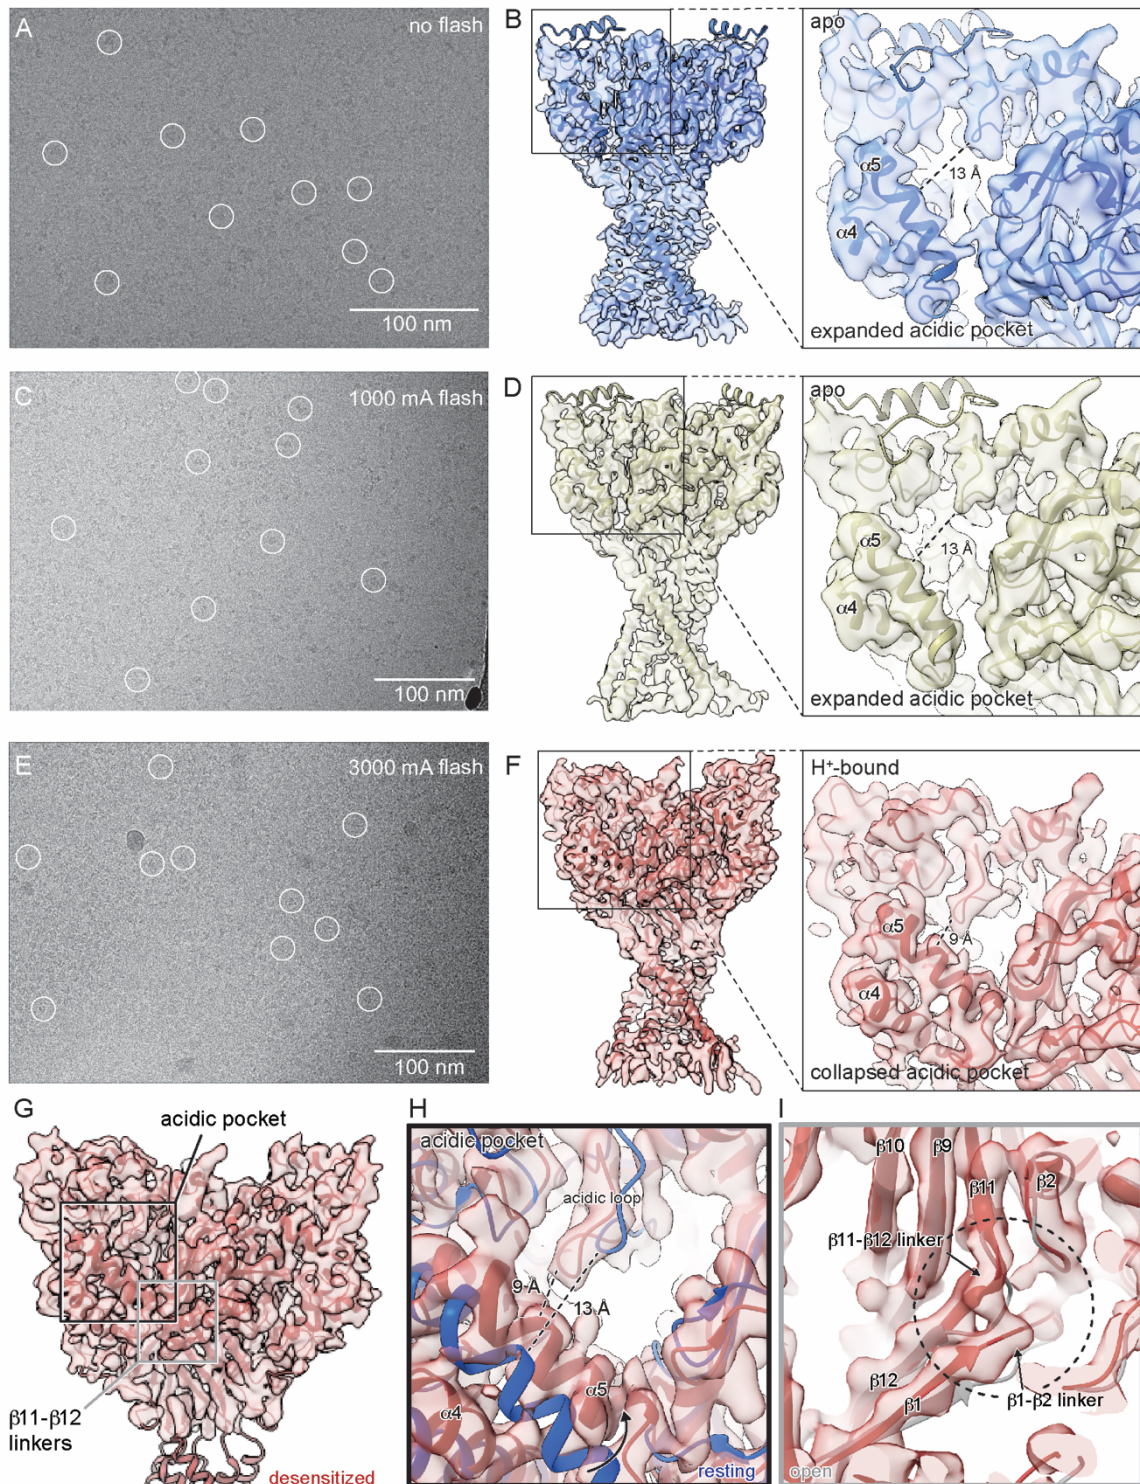 A
no flash
100 nm
B
apo
α5
13 Å
α4
expanded acidic pocket
C
1000 mA flash
100 nm
D
apo
α5
13 Å
α4
expanded acidic pocket
E
3000 mA flash
100 nm
F
H⁺-bound
α5
9 Å
α4
collapsed acidic pocket
G
acidic pocket
β11-β12
linkers
desensitized
H
acidic pocket
acidic loop
9 Å
13 Å
α5
α4
resting
I
β10
β9
β11
β2
β11-β12 linker
β12
β1
β1-β2 linker
open